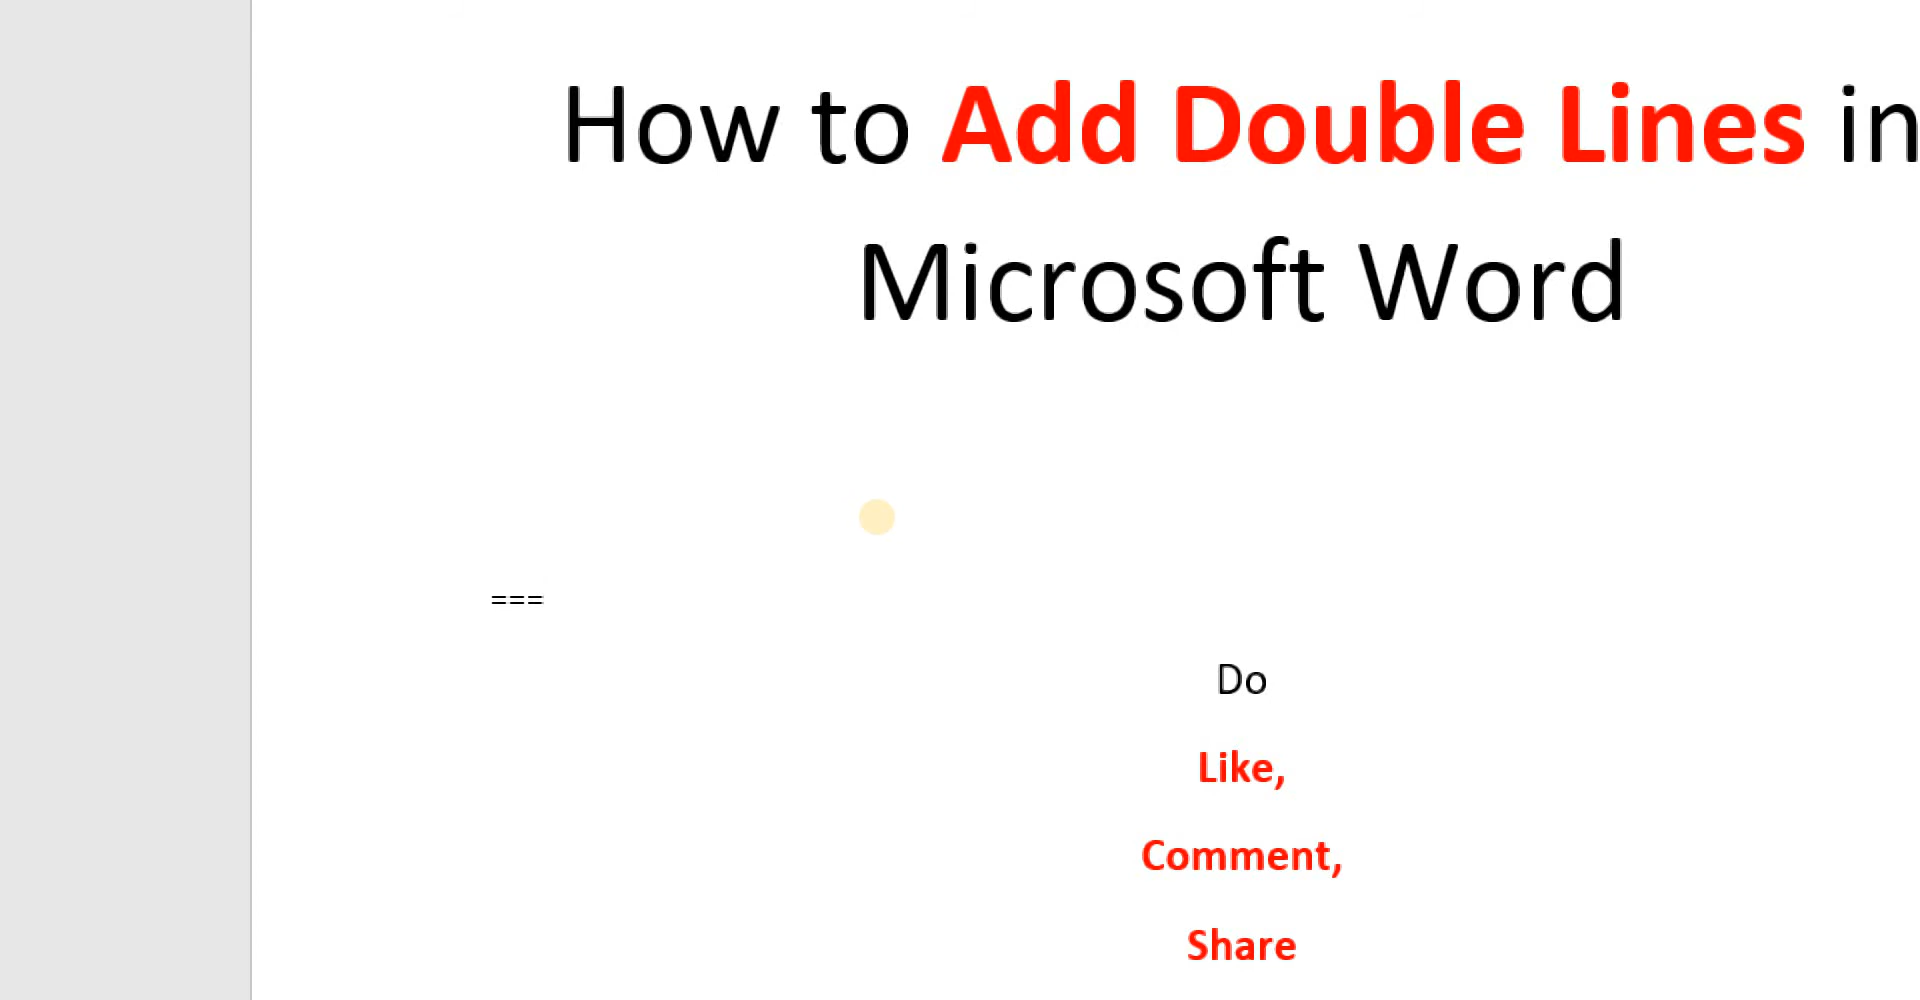 How to Add Double Lines in
Microsoft Word
===
Do
Like,
Comment,
Share